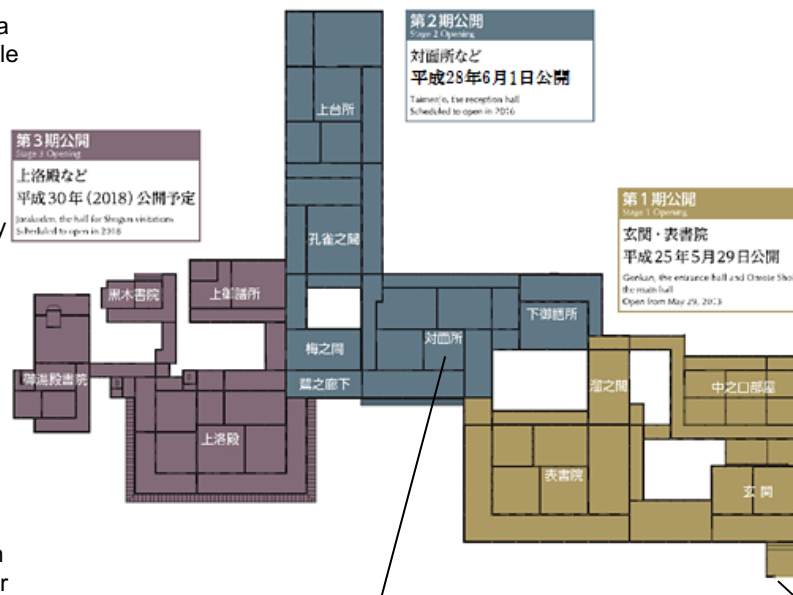 a
le
第2期公開
Stage 2 Opening
対面所など
平成28年6月1日公開
Taimenjo, the reception hall
Scheduled to open in 2016
第3期公開
Stage 3 Opening
上洛殿など
平成30年(2018)公開予定
Jorakuden, the hall for Shogun visitations
Scheduled to open in 2018
y
第1期公開
Stage 1 Opening
玄関・表書院
平成25年5月29日公開
Genkan, the entrance hall and Omote Shoi
the main hall
Open from May 29, 2013
上台所
孔雀之間
黒木書院
上御膳所
下御膳所
対面所
梅之間
御湯殿書院
鷺之廊下
溜之間
中之口部屋
上洛殿
表書院
玄関
n
r